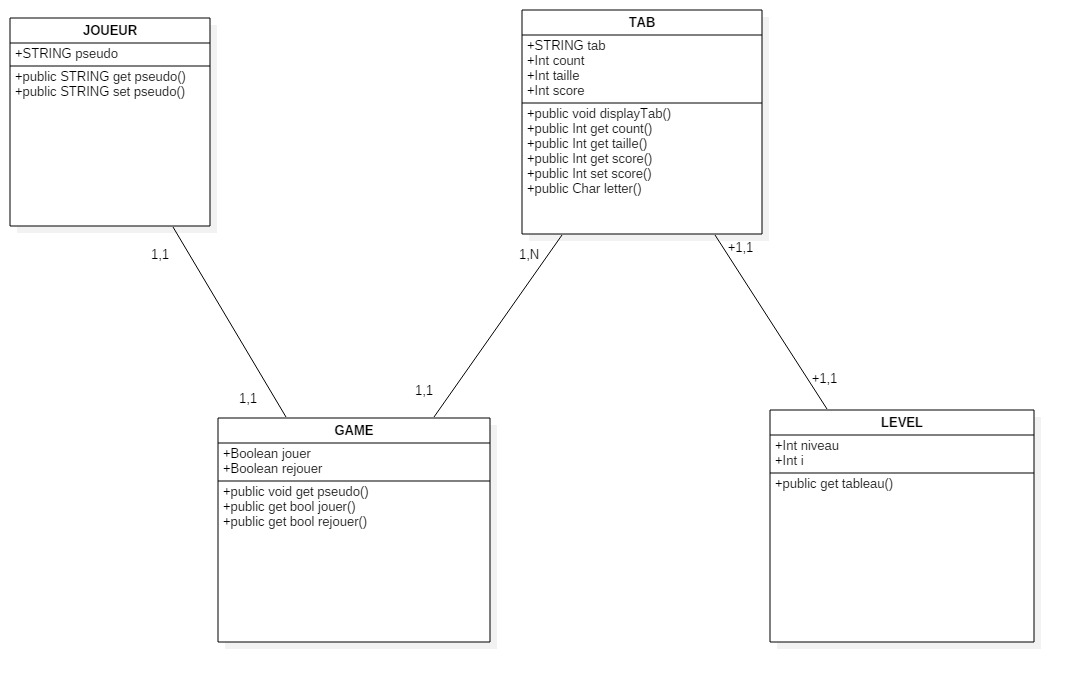 JOUEUR
+STRING pseudo
+public STRING get pseudo()
+public STRING set pseudo()
TAB
+STRING tab
+Int count
+Int taille
+Int score
+public void displayTab()
+public Int get count()
+public Int get taille()
+public Int get score()
+public Int set score()
+public Char letter()
1,1
1,N
+1,1
1,1
1,1
+1,1
GAME
+Boolean jouer
+Boolean rejouer
+public void get pseudo()
+public get bool jouer()
+public get bool rejouer()
LEVEL
+Int niveau
+Int i
+public get tableau()